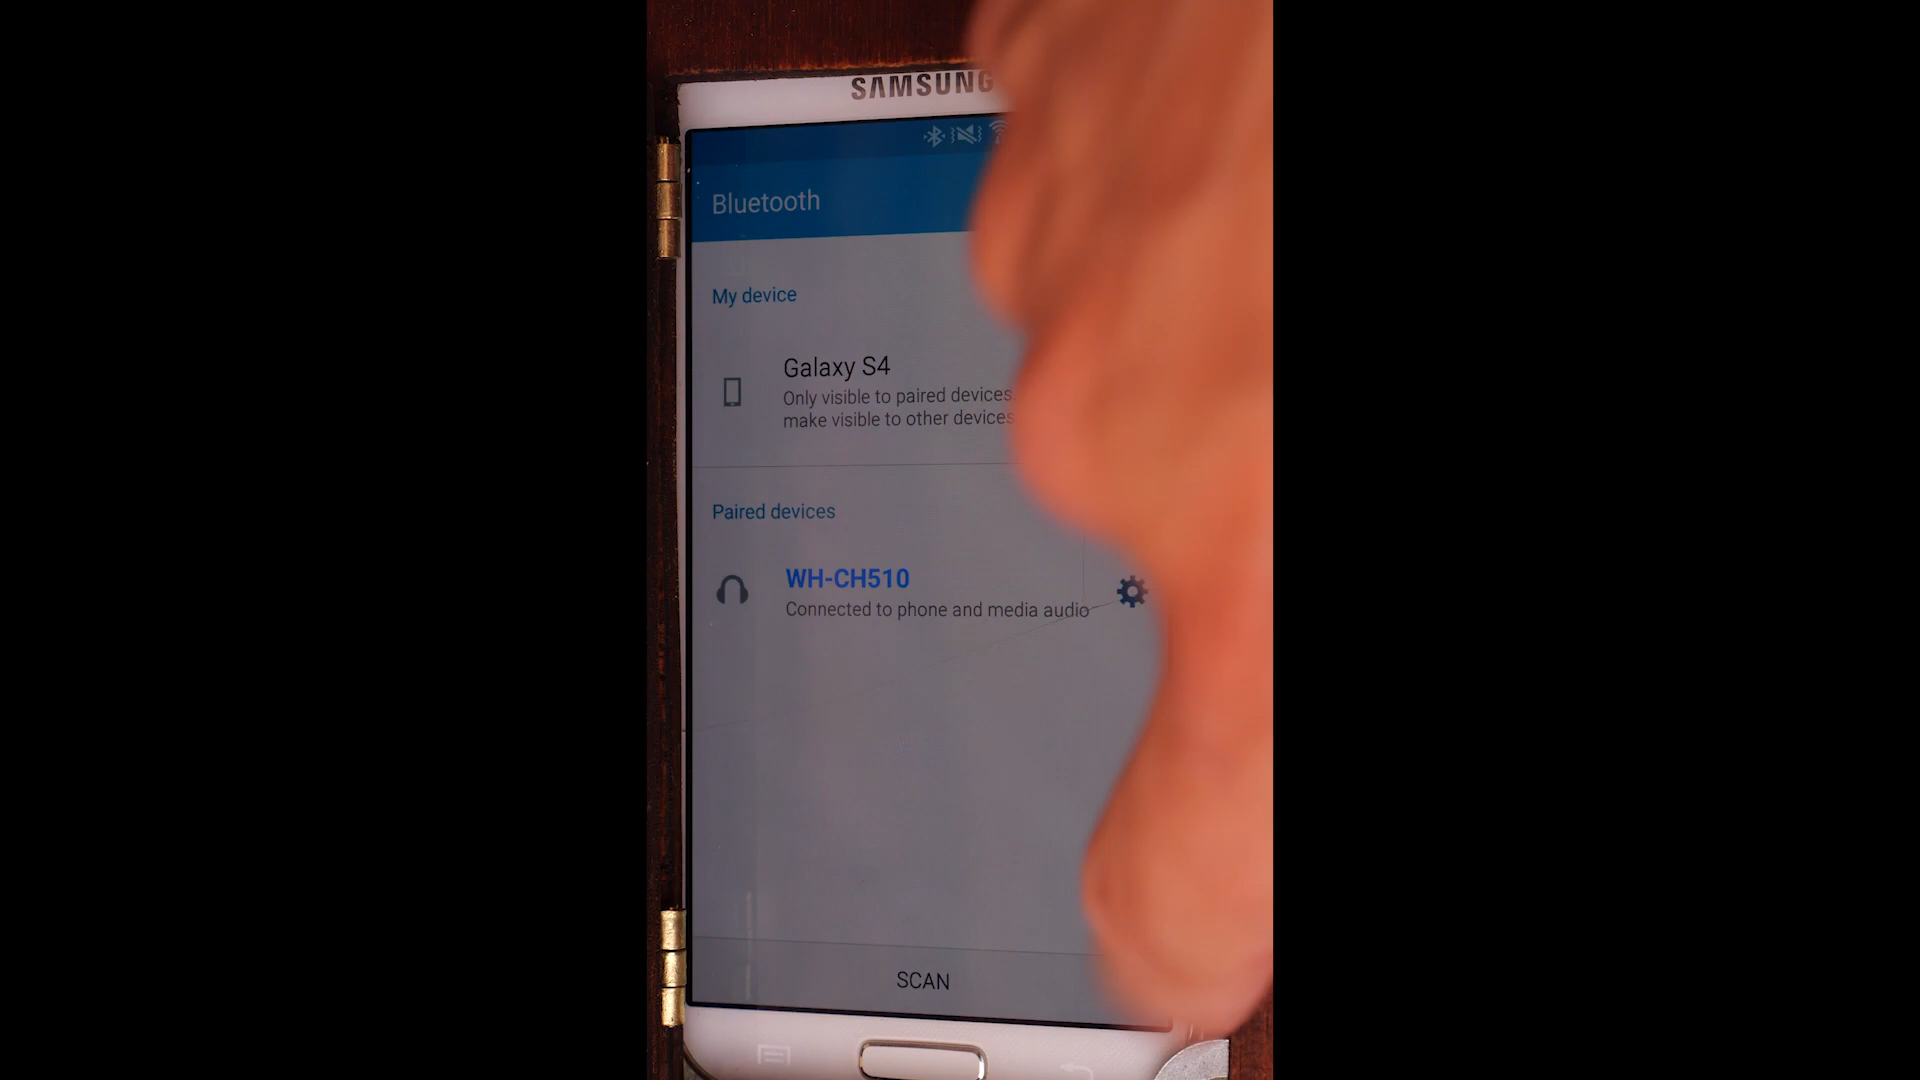 SAMSUNG
Bluetooth
My device
Galaxy S4
Only visible to paired devices.
make visible to other devices
Paired devices
WH-CH510
Connected to phone and media audio
SCAN